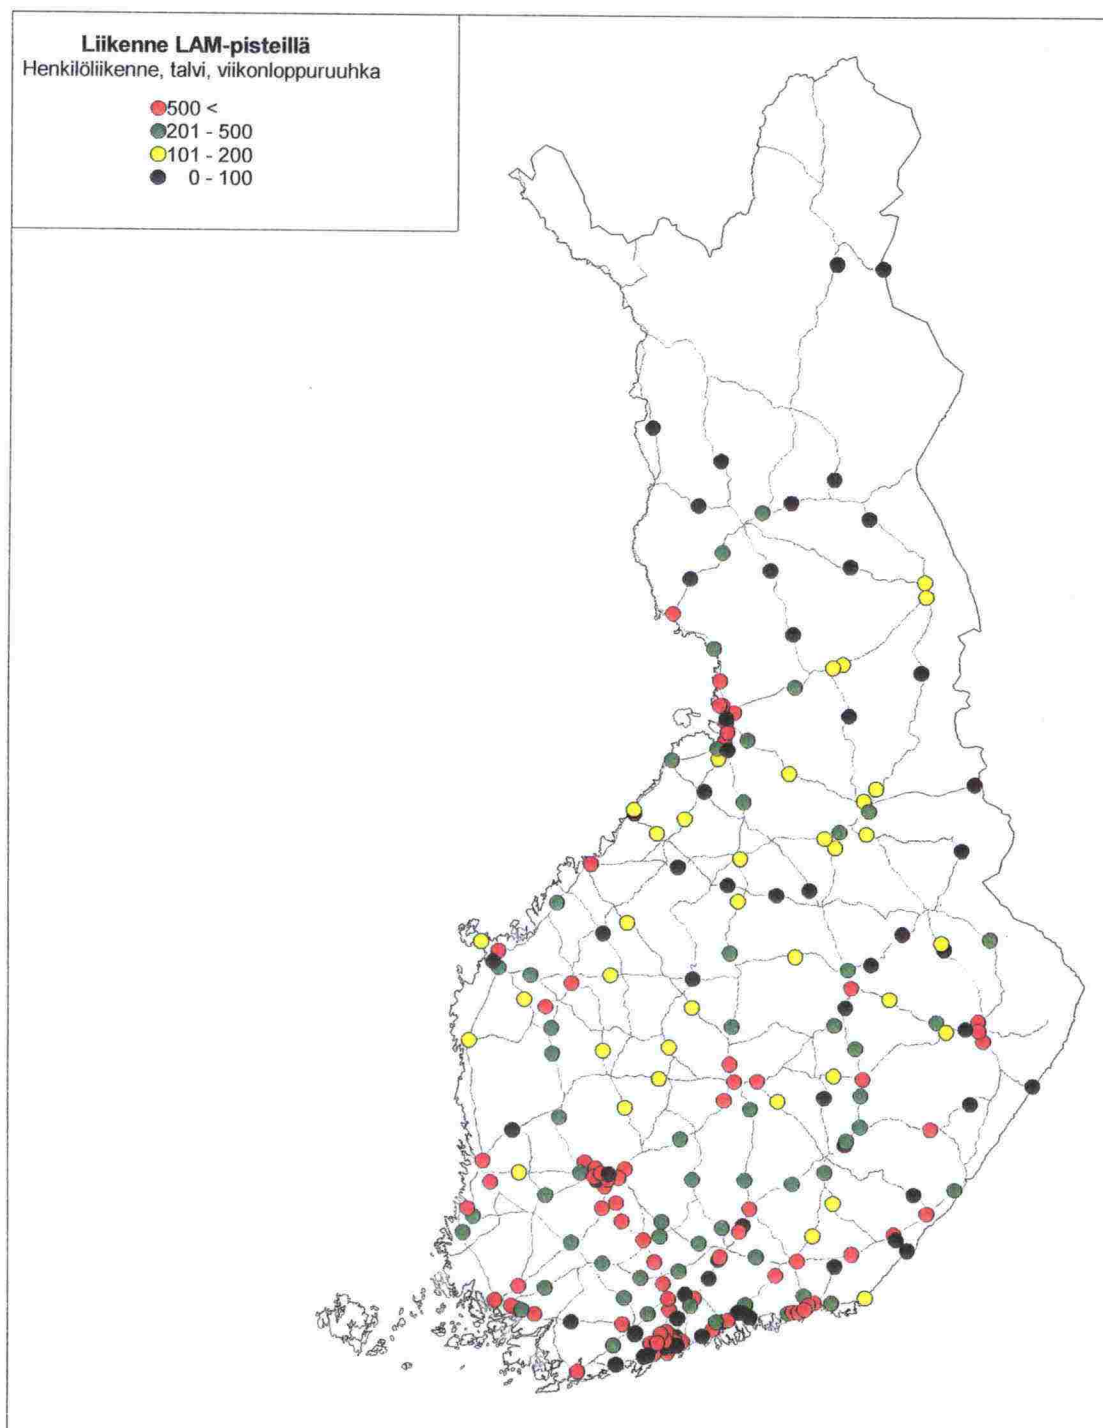 Liikenne LAM-pisteillä
Henkilöliikenne, talvi, viikonloppuruuhka
500 <
201 - 500
101 - 200
0 - 100